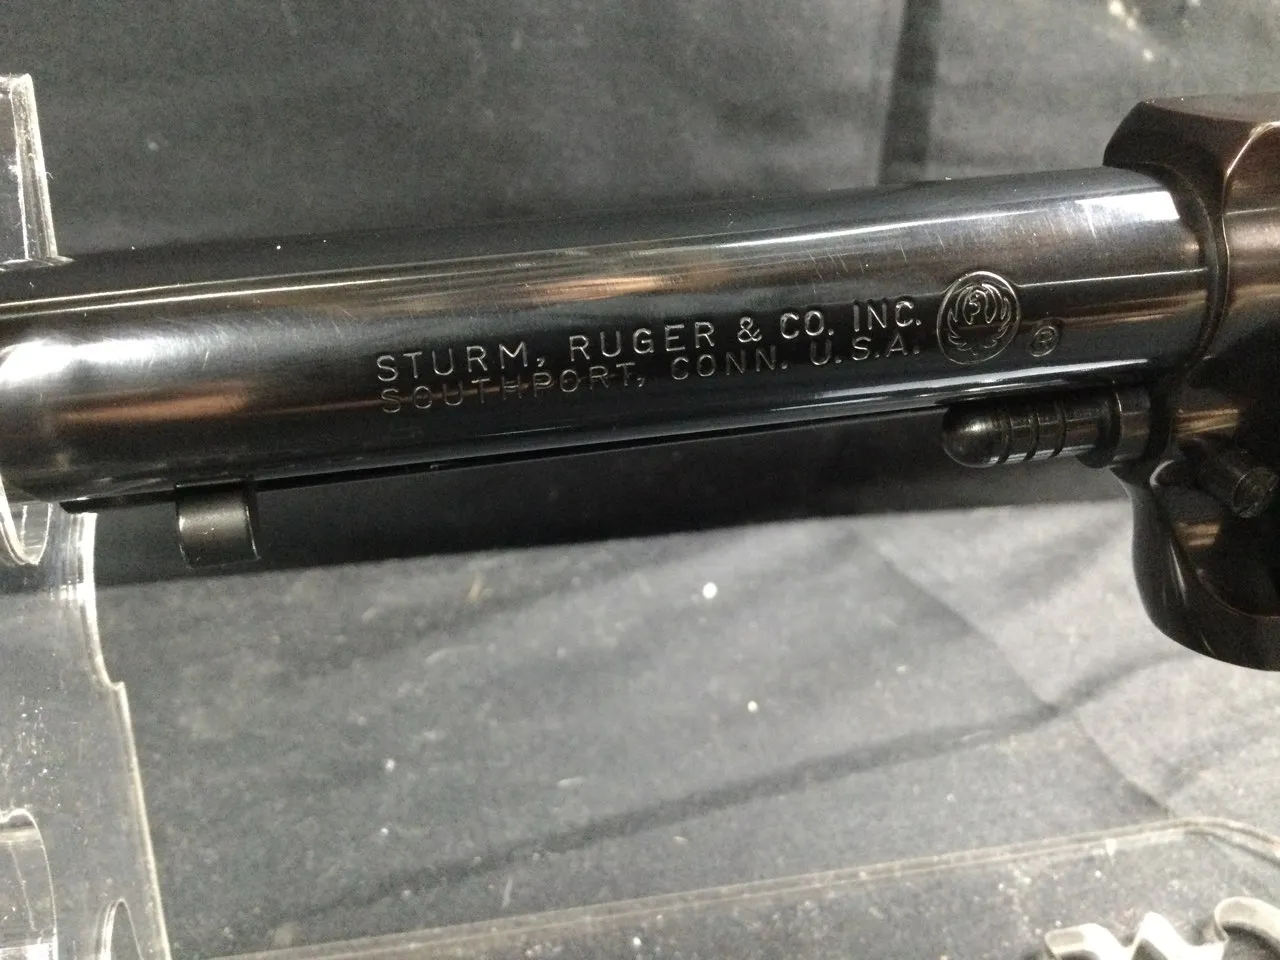 STURM, RUGER & CO. INC.
SOUTHPORT, CONN. U.S.A.
®